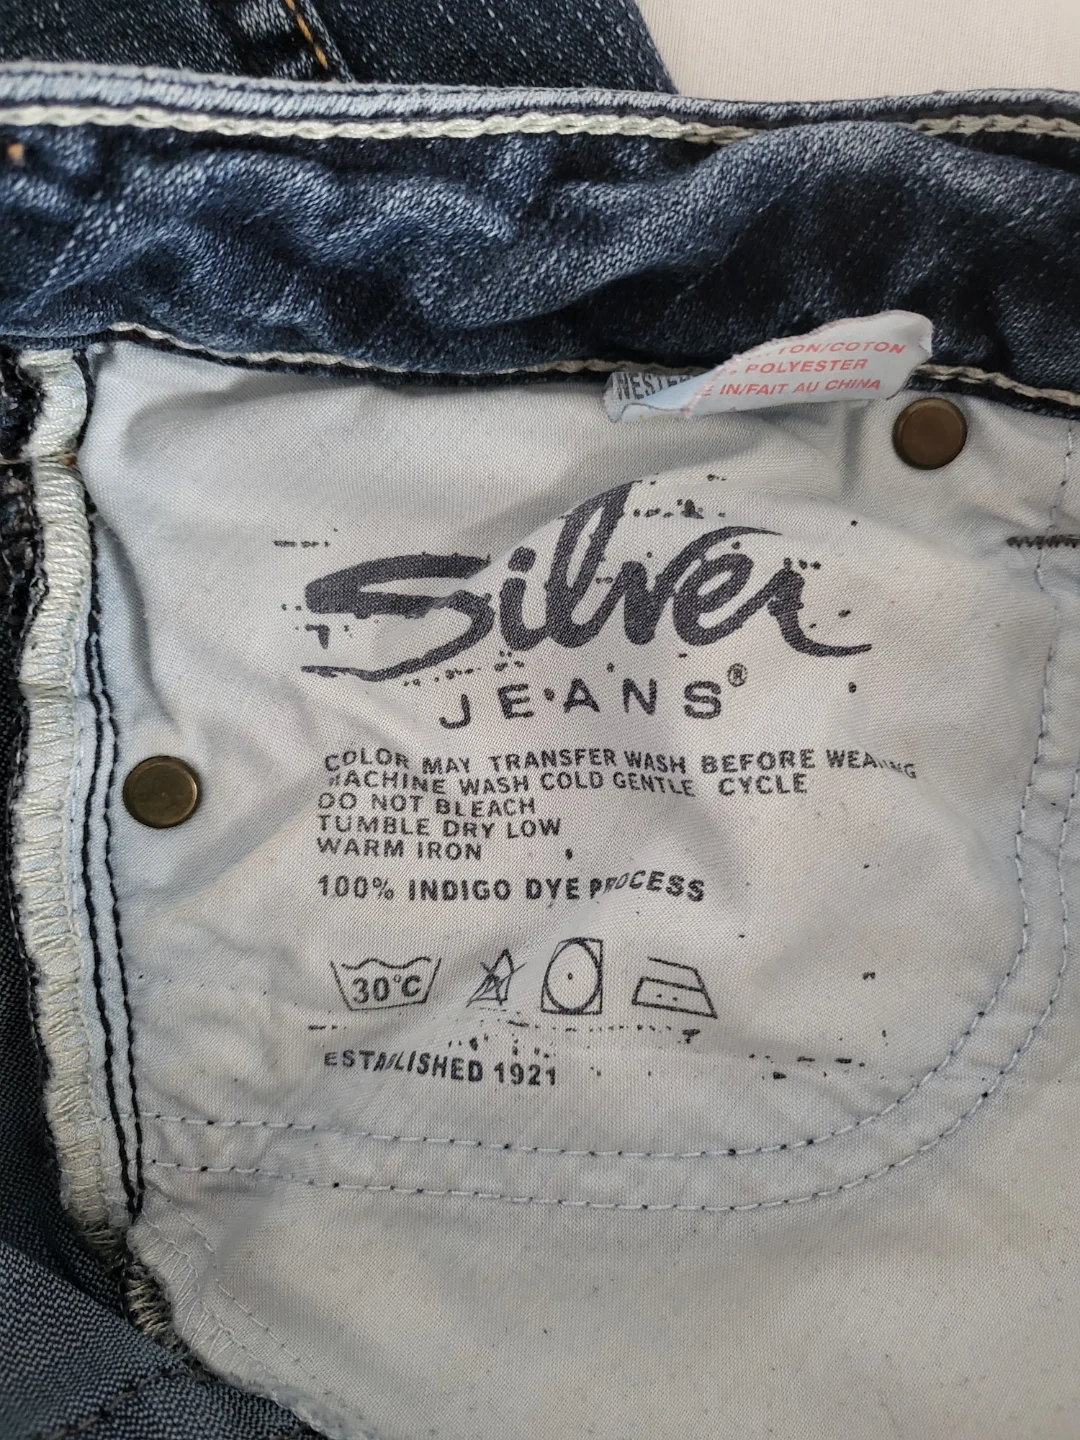 TON/COTON
POLYESTER
E IN/FAIT AU CHINA
Silver
JEANS®
COLOR MAY TRANSFER WASH BEFORE WEARING
MACHINE WASH COLD GENTLE CYCLE
DO NOT BLEACH
TUMBLE DRY LOW
WARM IRON
100% INDIGO DYE PROCESS
30°C
ESTABLISHED 1921